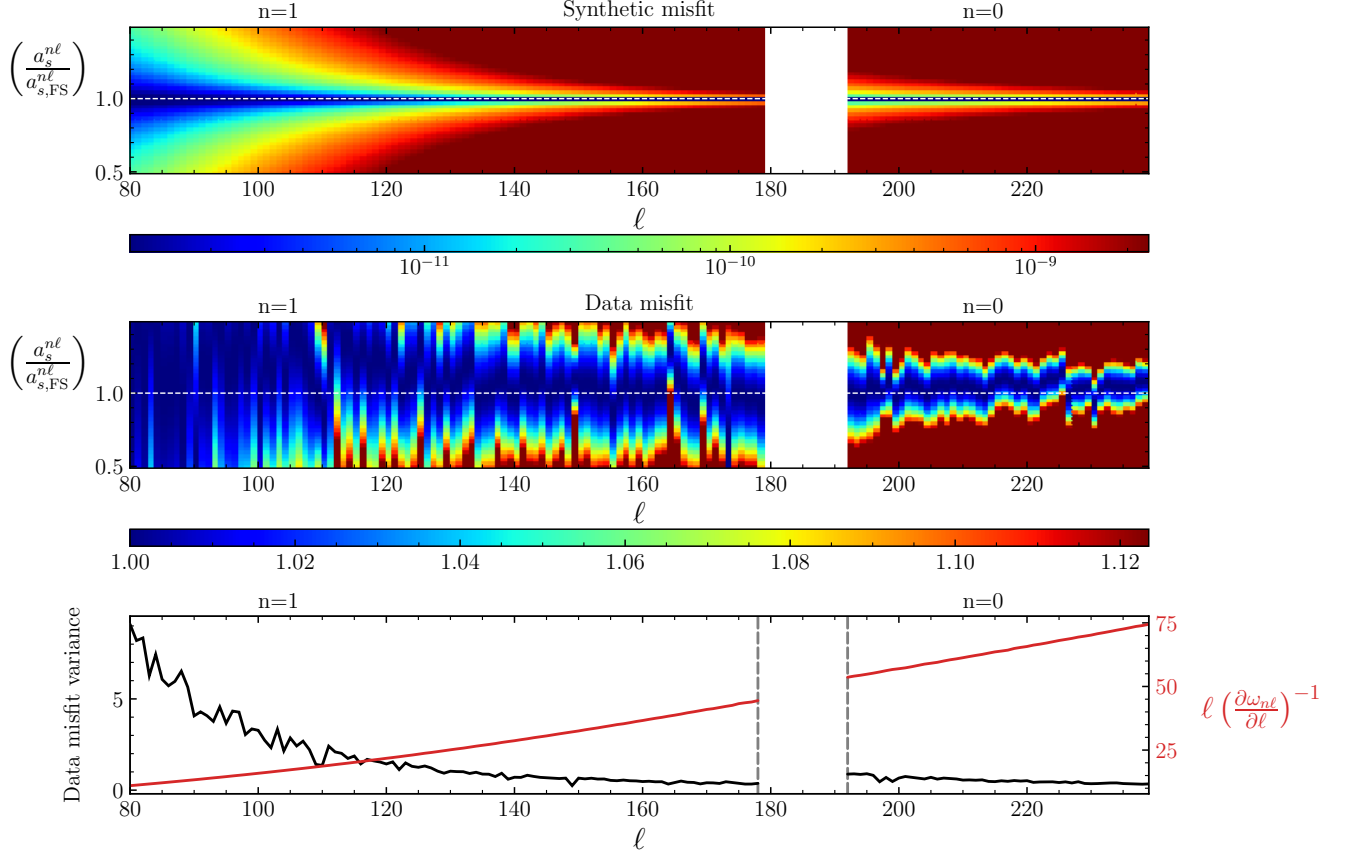 n=1 Synthetic misfit n=0
(a_s^{nℓ} / a_{s,FS}^{nℓ})
1.0
0.5
80 100 120 140 160 180 200 220
ℓ
10^{-11} 10^{-10} 10^{-9}
n=1 Data misfit n=0
(a_s^{nℓ} / a_{s,FS}^{nℓ})
1.0
0.5
80 100 120 140 160 180 200 220
ℓ
1.00 1.02 1.04 1.06 1.08 1.10 1.12
n=1 n=0
Data misfit variance
5
0
75
50
25
ℓ (∂ω_{nℓ} / ∂ℓ)^{-1}
80 100 120 140 160 180 200 220
ℓ